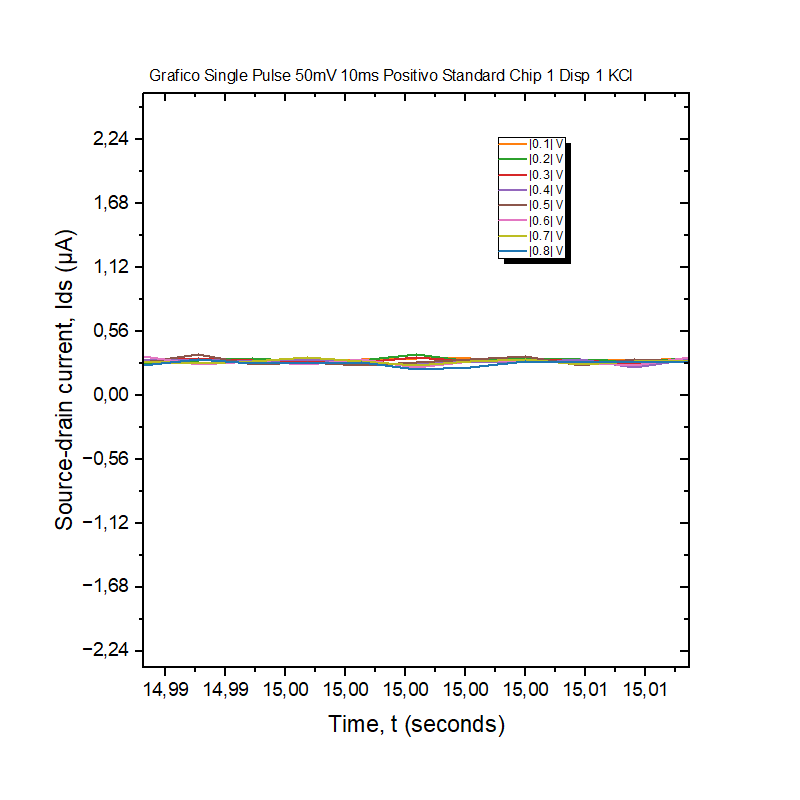 Grafico Single Pulse 50mV 10ms Positivo Standard Chip 1 Disp 1 KCl
|0.1| V
|0.2| V
|0.3| V
|0.4| V
|0.5| V
|0.6| V
|0.7| V
|0.8| V
Source-drain current, Ids (µA)
2,24
1,68
1,12
0,56
0,00
−0,56
−1,12
−1,68
−2,24
14,99 14,99 15,00 15,00 15,00 15,00 15,00 15,01 15,01
Time, t (seconds)